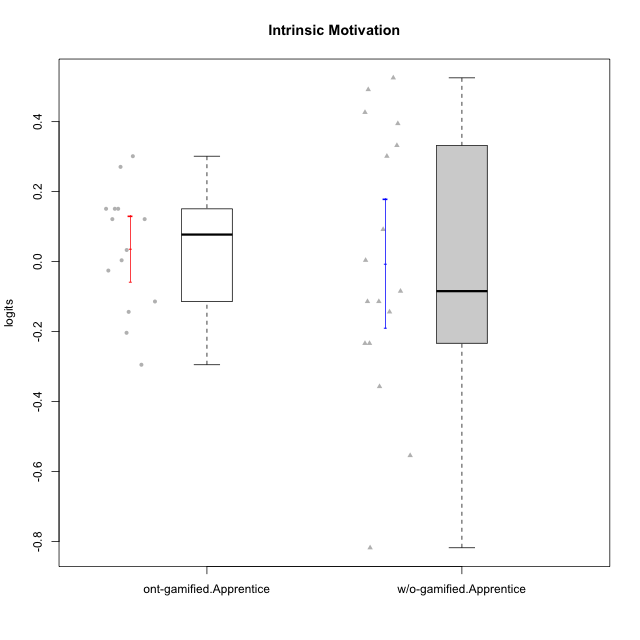 Intrinsic Motivation
logits
0.4
0.2
0.0
-0.2
-0.4
-0.6
-0.8
ont-gamified.Apprentice
w/o-gamified.Apprentice